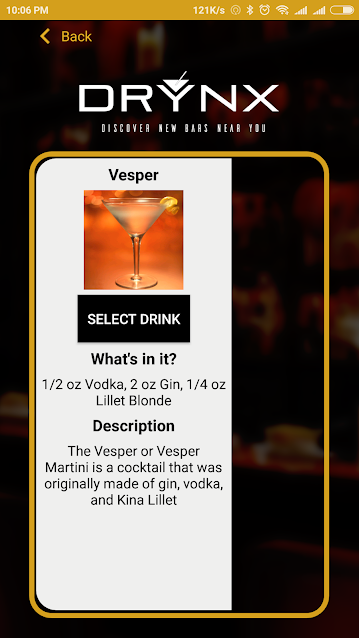 10:06 PM 121K/s
Back
DRYNX
DISCOVER NEW BARS NEAR YOU
Vesper
SELECT DRINK
What's in it?
1/2 oz Vodka, 2 oz Gin, 1/4 oz
Lillet Blonde
Description
The Vesper or Vesper
Martini is a cocktail that was
originally made of gin, vodka,
and Kina Lillet